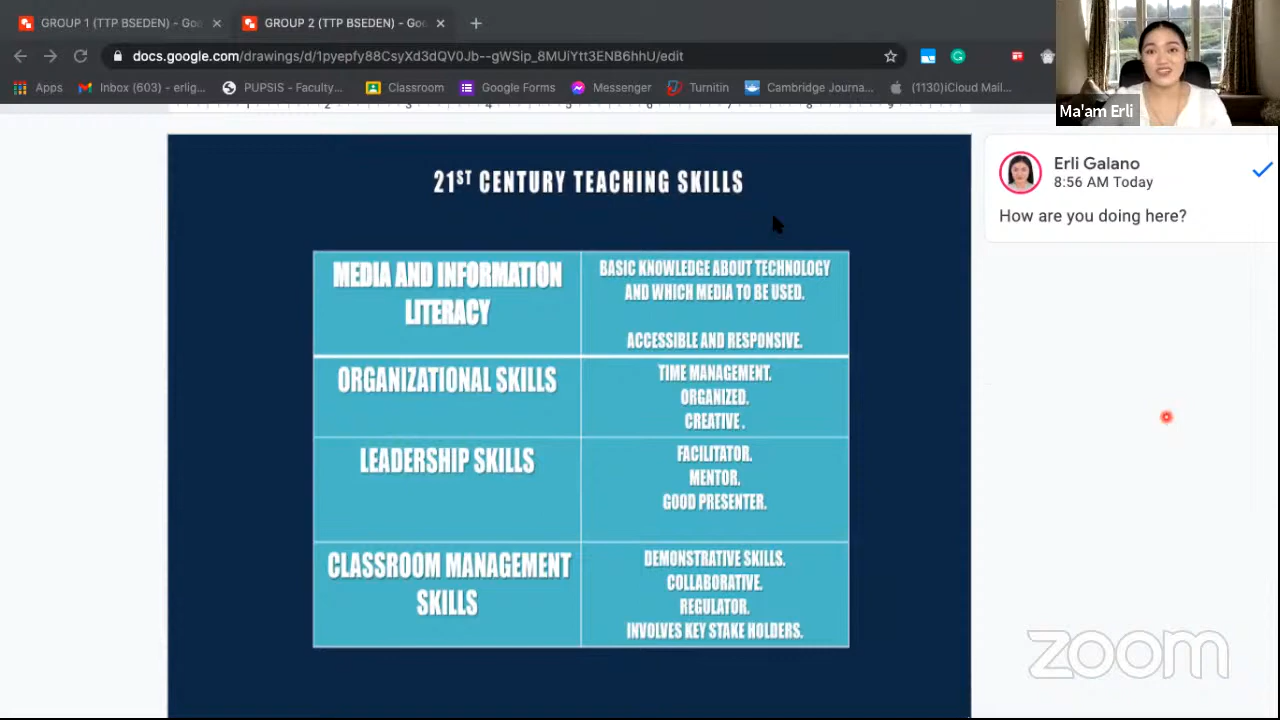 GROUP 1 (TTP BSEDEN) - Goo
GROUP 2 (TTP BSEDEN) - Goo
docs.google.com/drawings/d/1pyepfy88CsyXd3dQV0Jb--gWSip_8MUiYtt3ENB6hhU/edit
Apps
Inbox (603) - erlig...
PUPSIS - Faculty...
Classroom
Google Forms
Messenger
Turnitin
Cambridge Journa...
(1130)iCloud Mail...
Ma'am Erli
21ST CENTURY TEACHING SKILLS
MEDIA AND INFORMATION
LITERACY
BASIC KNOWLEDGE ABOUT TECHNOLOGY
AND WHICH MEDIA TO BE USED.
ACCESSIBLE AND RESPONSIVE.
ORGANIZATIONAL SKILLS
TIME MANAGEMENT.
ORGANIZED.
CREATIVE .
LEADERSHIP SKILLS
FACILITATOR.
MENTOR.
GOOD PRESENTER.
CLASSROOM MANAGEMENT
SKILLS
DEMONSTRATIVE SKILLS.
COLLABORATIVE.
REGULATOR.
INVOLVES KEY STAKE HOLDERS.
Erli Galano
8:56 AM Today
How are you doing here?
zoom